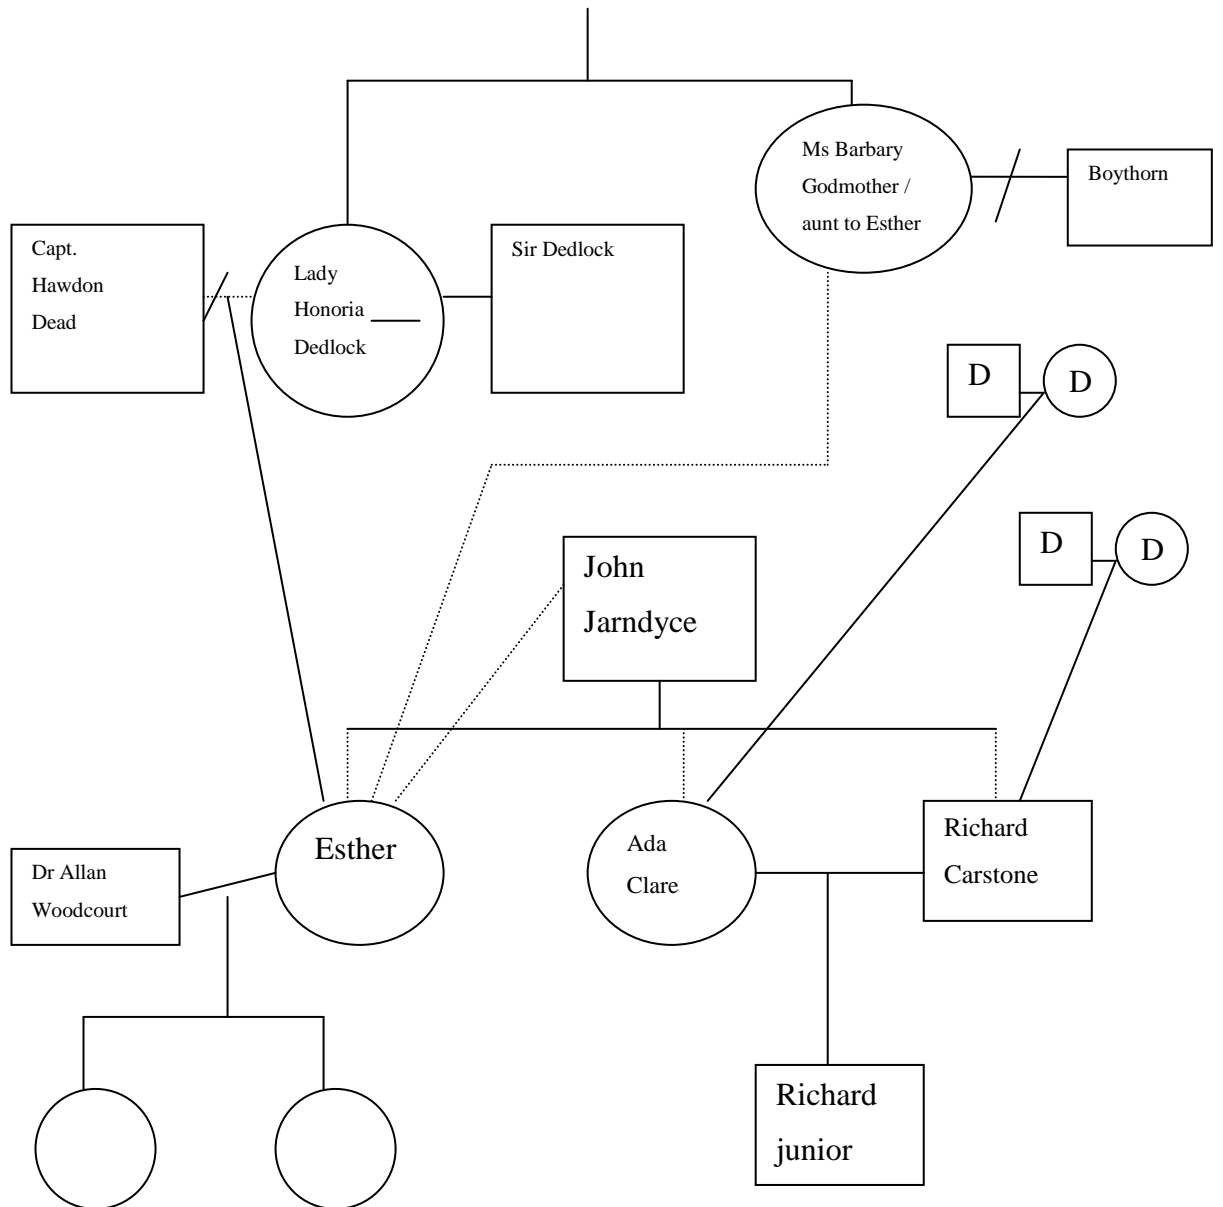 Ms Barbary
Godmother /
aunt to Esther
Boythorn
Capt.
Hawdon
Dead
Lady
Honoria
Dedlock
Sir Dedlock
D
D
D
D
John
Jarndyce
Esther
Dr Allan
Woodcourt
Ada
Clare
Richard
Carstone
Richard
junior